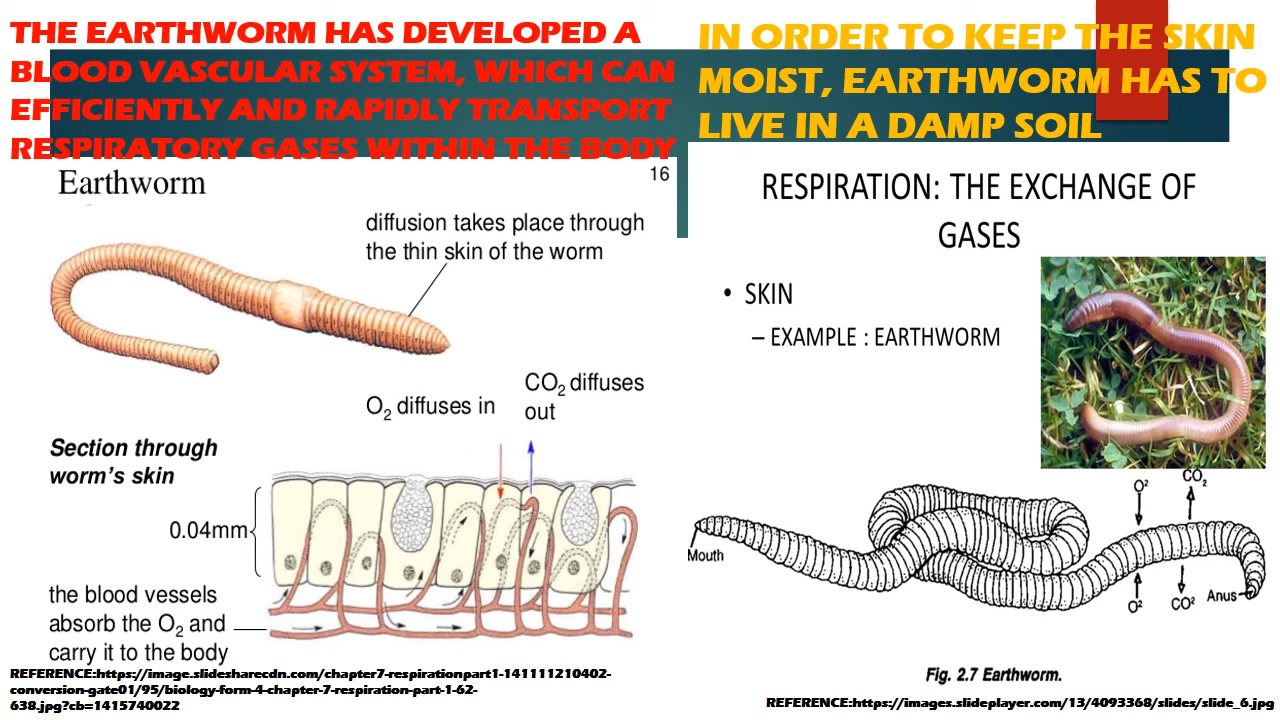 THE EARTHWORM HAS DEVELOPED A
BLOOD VASCULAR SYSTEM, WHICH CAN
EFFICIENTLY AND RAPIDLY TRANSPORT
RESPIRATORY GASES WITHIN THE BODY
Earthworm
16
diffusion takes place through
the thin skin of the worm
O2 diffuses in
CO2 diffuses
out
Section through
worm's skin
0.04mm
the blood vessels
absorb the O2 and
carry it to the body
REFERENCE:https://image.slidesharecdn.com/chapter7-respirationpart1-141111210402-
conversion-gate01/95/biology-form-4-chapter-7-respiration-part-1-62-
638.jpg?cb=1415740022
IN ORDER TO KEEP THE SKIN
MOIST, EARTHWORM HAS TO
LIVE IN A DAMP SOIL
RESPIRATION: THE EXCHANGE OF
GASES
• SKIN
– EXAMPLE : EARTHWORM
O2
CO2
Mouth
O2
CO2
Anus
Fig. 2.7 Earthworm.
REFERENCE:https://images.slideplayer.com/13/4093368/slides/slide_6.jpg